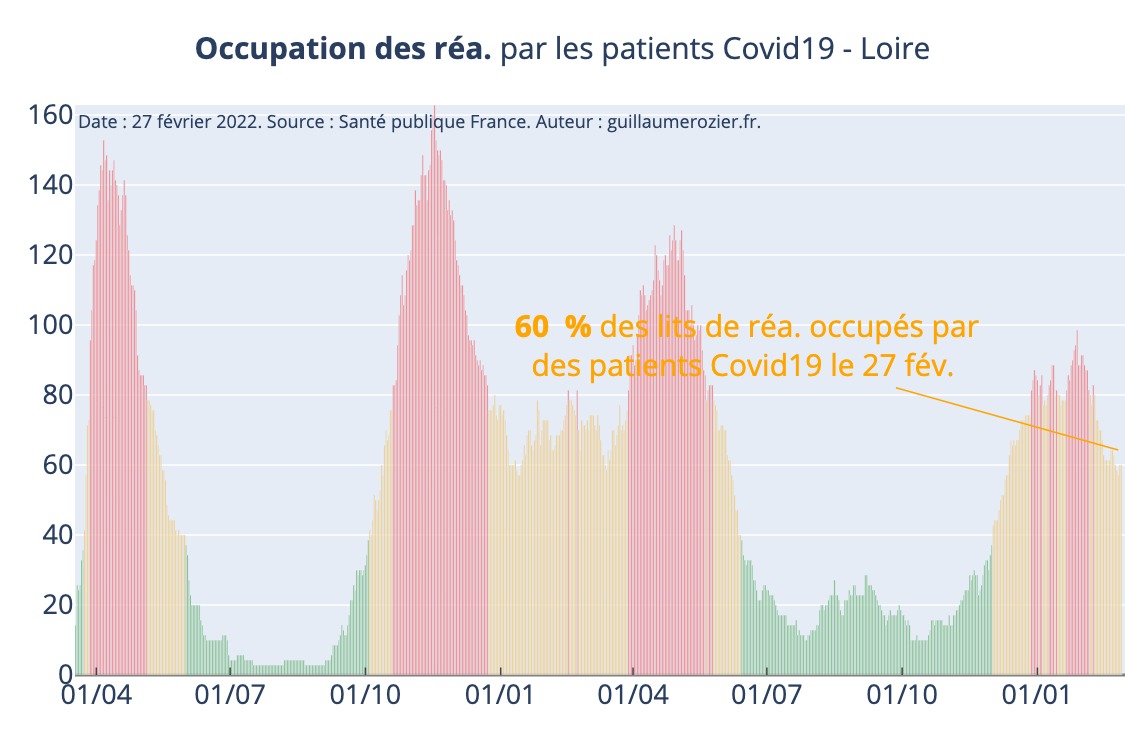 Occupation des réa. par les patients Covid19 - Loire
160
Date : 27 février 2022. Source : Santé publique France. Auteur : guillaumerozier.fr.
140
120
100
60 % des lits de réa. occupés par
des patients Covid19 le 27 fév.
80
60
40
20
0
01/04 01/07 01/10 01/01 01/04 01/07 01/10 01/01